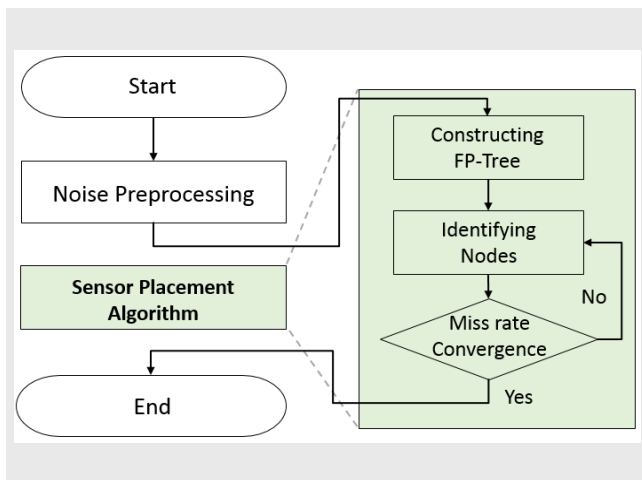 Start
Noise Preprocessing
Sensor Placement
Algorithm
End
Constructing
FP-Tree
Identifying
Nodes
No
Miss rate
Convergence
Yes